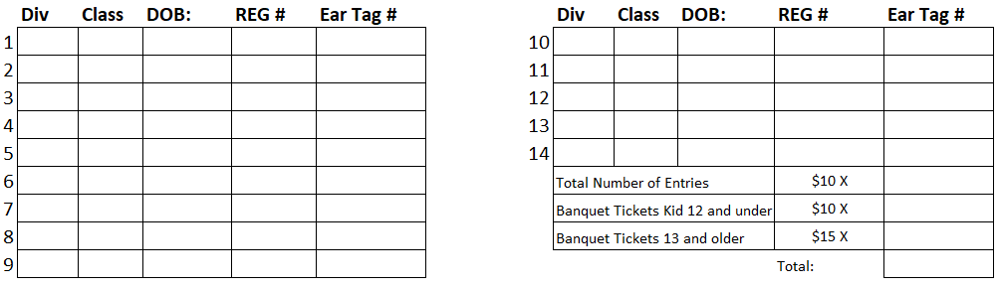 Div Class DOB: REG # Ear Tag #
1
2
3
4
5
6
7
8
9
Div Class DOB: REG # Ear Tag #
10
11
12
13
14
Total Number of Entries $10 X
Banquet Tickets Kid 12 and under $10 X
Banquet Tickets 13 and older $15 X
Total: